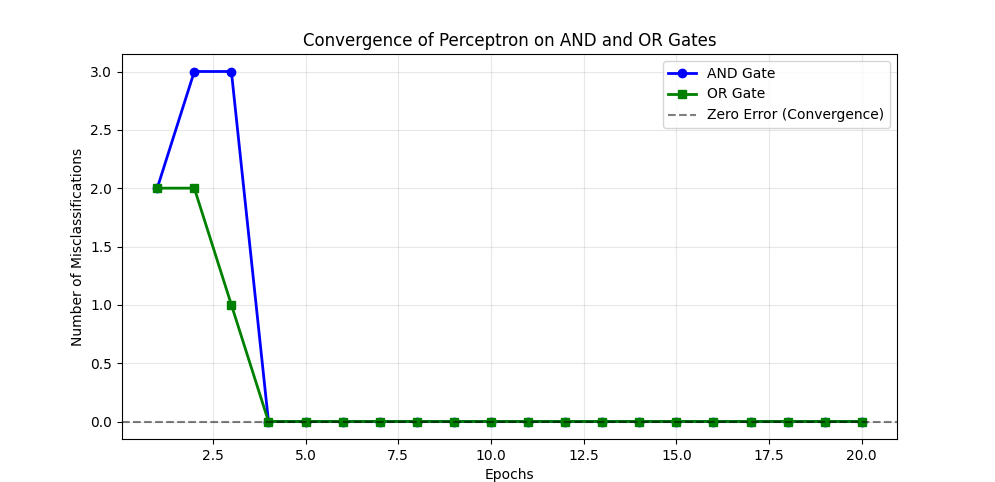 Convergence of Perceptron on AND and OR Gates
AND Gate
OR Gate
Zero Error (Convergence)
Number of Misclassifications
3.0
2.5
2.0
1.5
1.0
0.5
0.0
2.5 5.0 7.5 10.0 12.5 15.0 17.5 20.0
Epochs